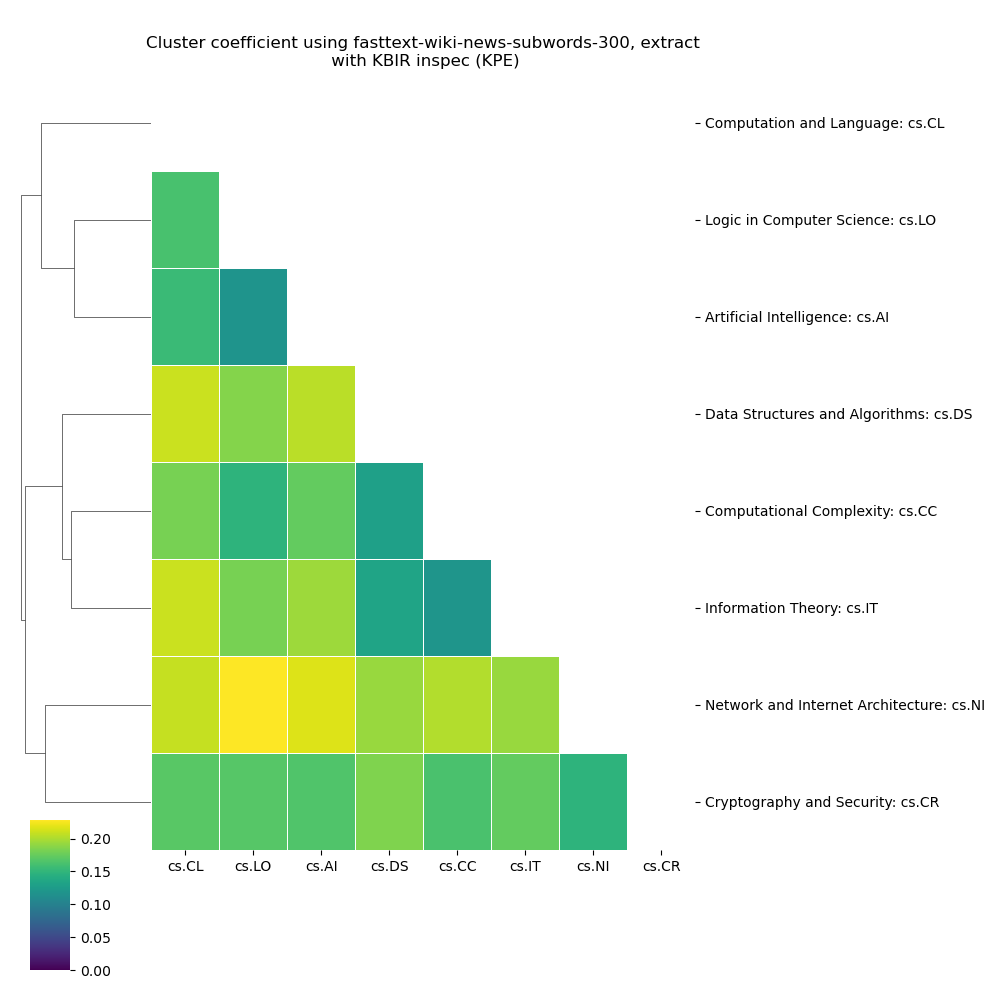 Cluster coefficient using fasttext-wiki-news-subwords-300, extract
with KBIR inspec (KPE)
Computation and Language: cs.CL
Logic in Computer Science: cs.LO
Artificial Intelligence: cs.AI
Data Structures and Algorithms: cs.DS
Computational Complexity: cs.CC
Information Theory: cs.IT
Network and Internet Architecture: cs.NI
Cryptography and Security: cs.CR
cs.CL cs.LO cs.AI cs.DS cs.CC cs.IT cs.NI cs.CR
0.20
0.15
0.10
0.05
0.00